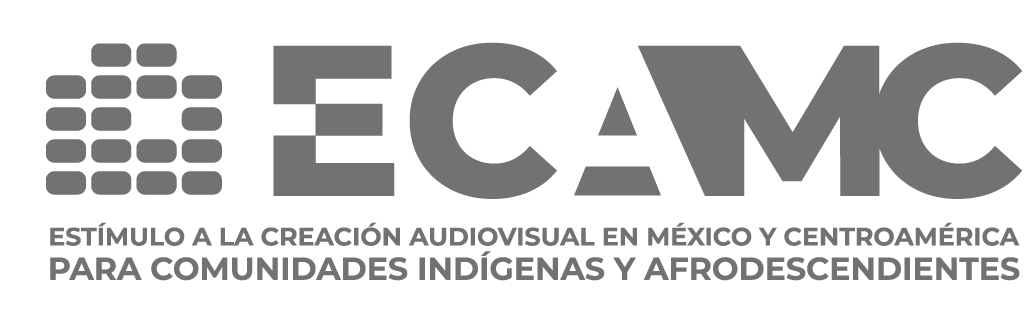 ECAMC
ESTÍMULO A LA CREACIÓN AUDIOVISUAL EN MÉXICO Y CENTROAMÉRICA
PARA COMUNIDADES INDÍGENAS Y AFRODESCENDIENTES